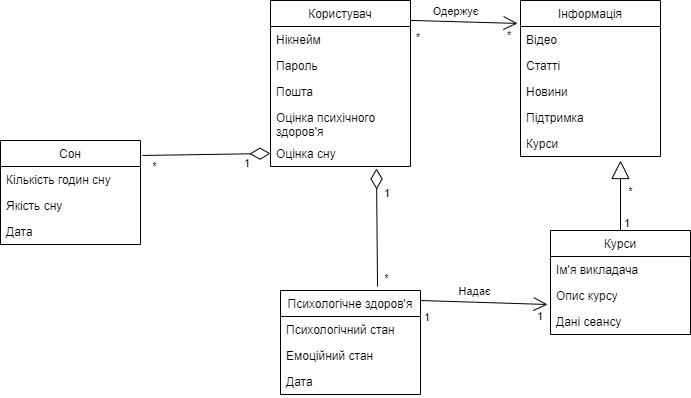 Користувач
Нікнейм
Пароль
Пошта
Оцінка психічного
здоров'я
Оцінка сну
Одержує
*
*
Інформація
Відео
Статті
Новини
Підтримка
Курси
Сон
Кількість годин сну
Якість сну
Дата
*
1
1
*
*
1
Психологічне здоров'я
Психологічний стан
Емоційний стан
Дата
Надає
1
1
Курси
Ім'я викладача
Опис курсу
Дані сеансу